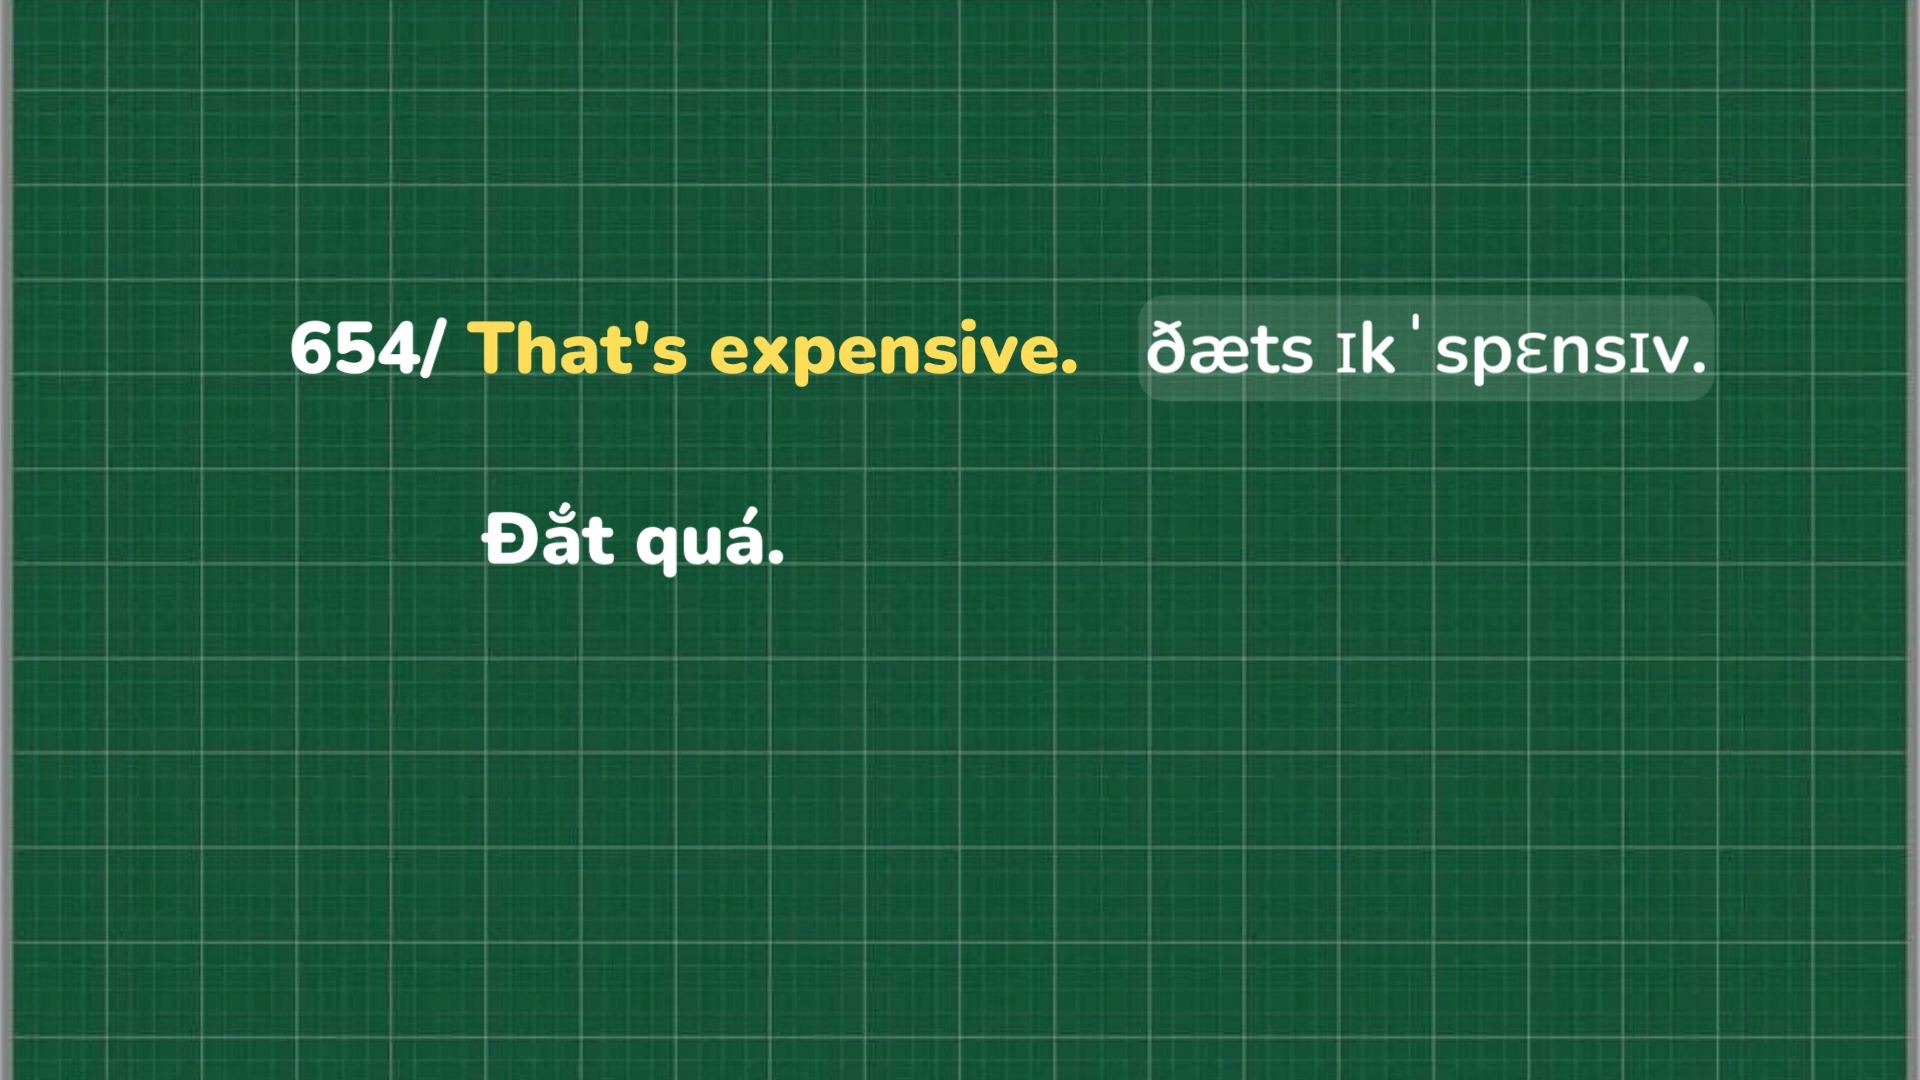 654/ That's expensive. ðæts ɪkˈspɛnsɪv.
Đắt quá.